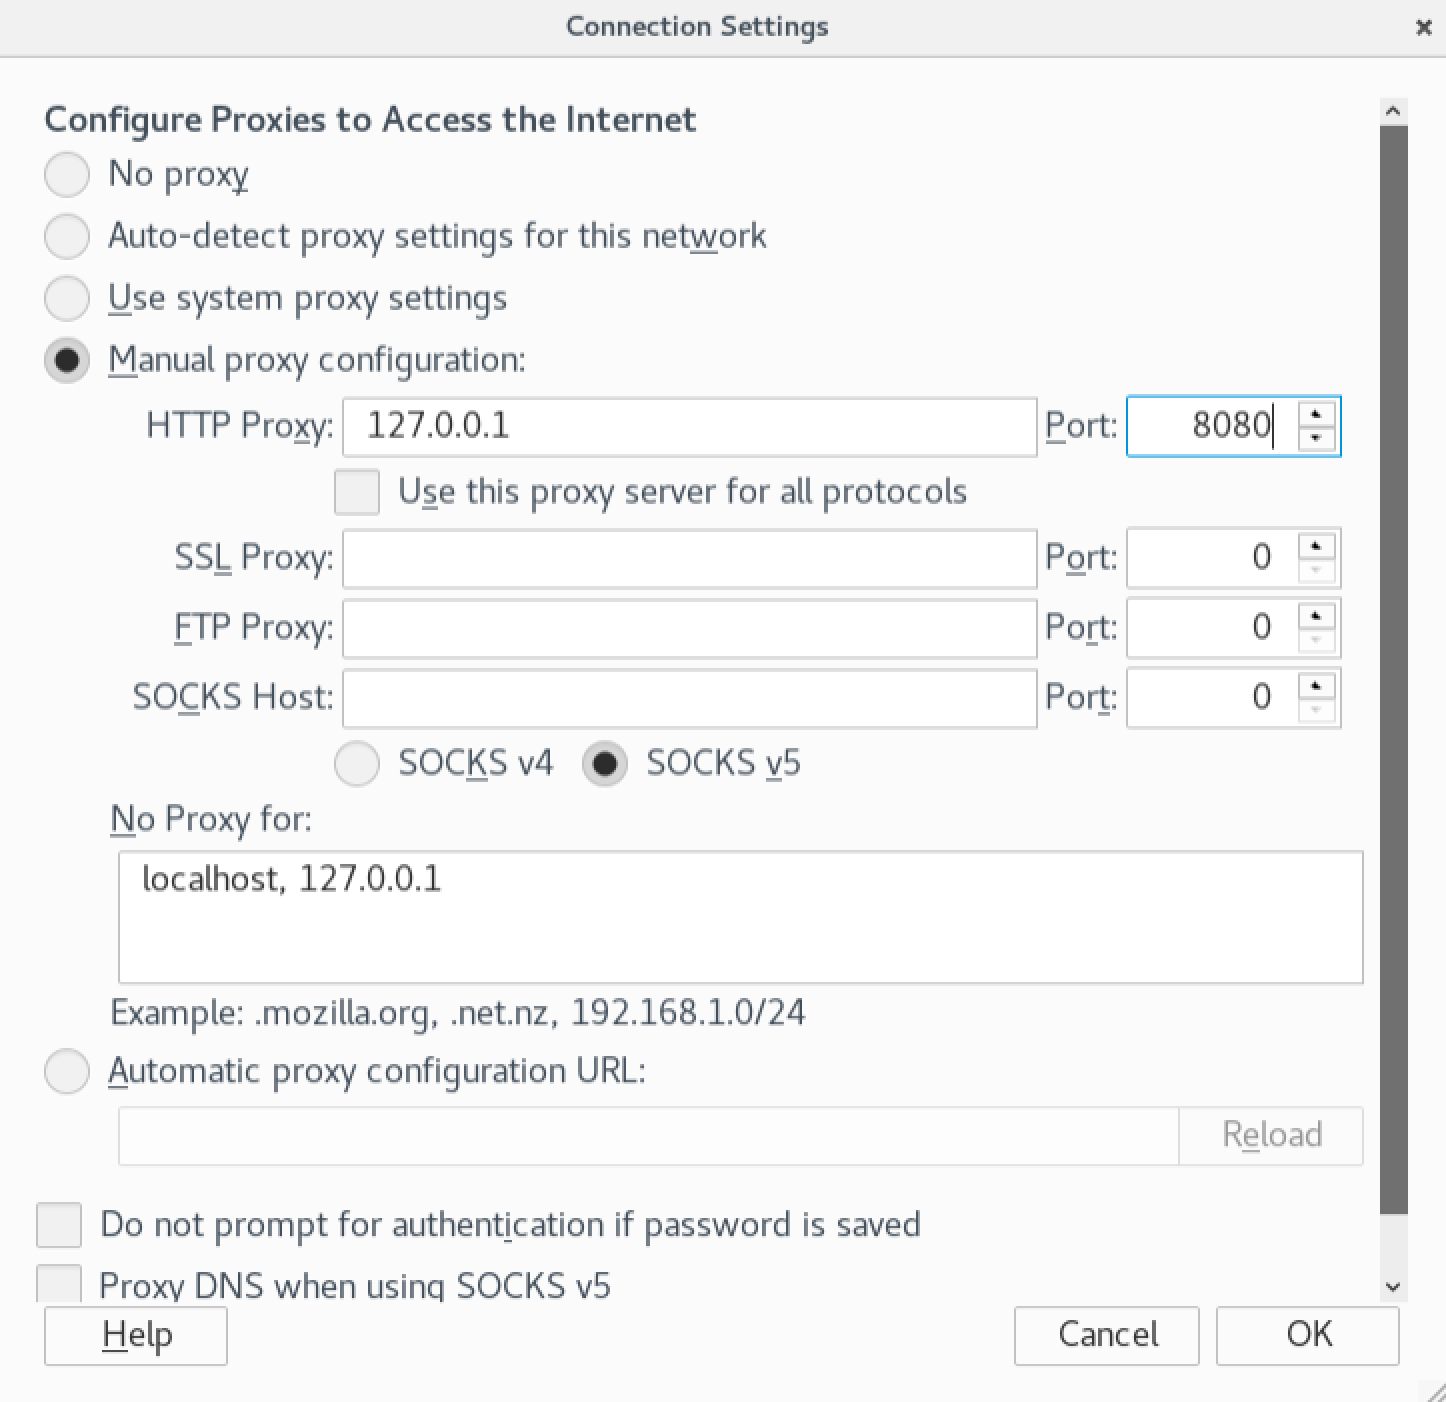 Connection Settings
Configure Proxies to Access the Internet
No proxy
Auto-detect proxy settings for this network
Use system proxy settings
Manual proxy configuration:
HTTP Proxy: 127.0.0.1 Port: 8080
Use this proxy server for all protocols
SSL Proxy: Port: 0
FTP Proxy: Port: 0
SOCKS Host: Port: 0
SOCKS v4 SOCKS v5
No Proxy for:
localhost, 127.0.0.1
Example: .mozilla.org, .net.nz, 192.168.1.0/24
Automatic proxy configuration URL:
Reload
Do not prompt for authentication if password is saved
Proxy DNS when using SOCKS v5
Help Cancel OK